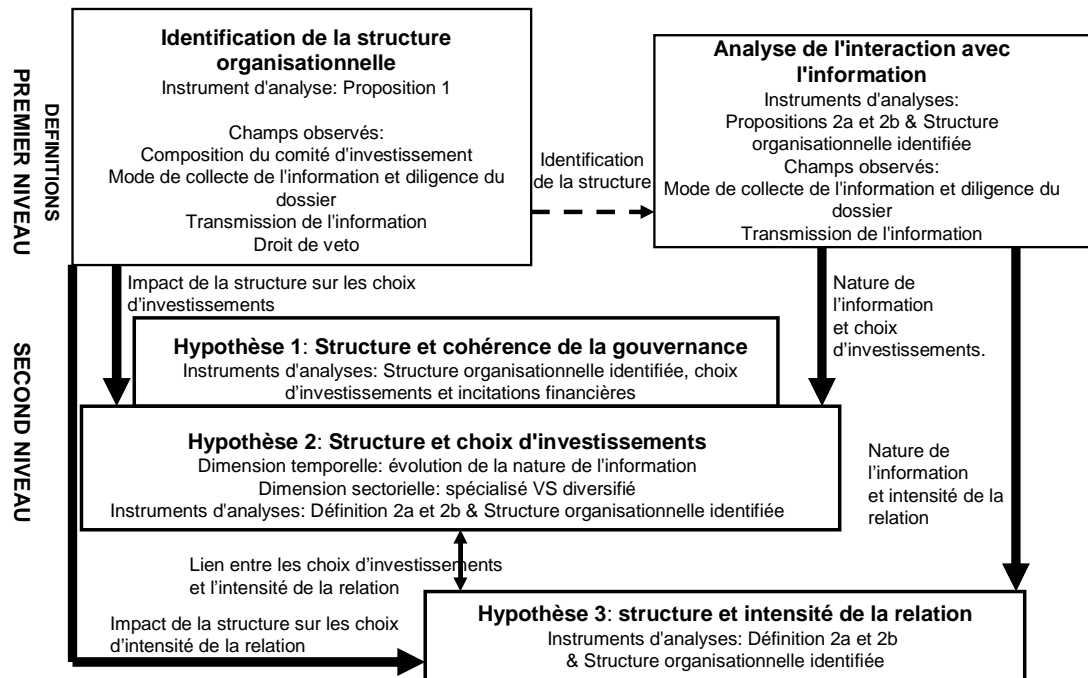 DEFINITIONS
PREMIER NIVEAU
Identification de la structure
organisationnelle
Instrument d'analyse: Proposition 1
Champs observés:
Composition du comité d'investissement
Mode de collecte de l'information et diligence du
dossier
Transmission de l'information
Droit de veto
Identification
de la structure
Analyse de l'interaction avec
l'information
Instruments d'analyses:
Propositions 2a et 2b & Structure
organisationnelle identifiée
Champs observés:
Mode de collecte de l'information et diligence du
dossier
Transmission de l'information
Impact de la structure sur les choix
d'investissements
Nature de
l'information
et choix
d'investissements.
SECOND NIVEAU
Hypothèse 1: Structure et cohérence de la gouvernance
Instruments d'analyses: Structure organisationnelle identifiée, choix
d'investissements et incitations financières
Hypothèse 2: Structure et choix d'investissements
Dimension temporelle: évolution de la nature de l'information
Dimension sectorielle: spécialisé VS diversifié
Instruments d'analyses: Définition 2a et 2b & Structure organisationnelle identifiée
Nature de
l'information
et intensité de la
relation
Lien entre les choix d'investissements
et l'intensité de la relation
Impact de la structure sur les choix
d'intensité de la relation
Hypothèse 3: structure et intensité de la relation
Instruments d'analyses: Définition 2a et 2b
& Structure organisationnelle identifiée